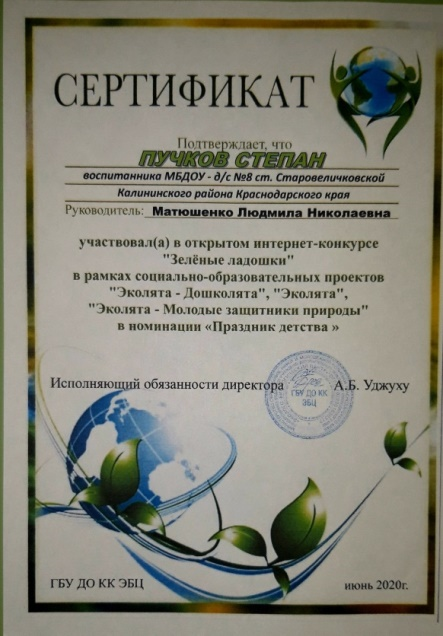 СЕРТИФИКАТ
Подтверждает, что
ПУЧКОВ СТЕПАН
воспитанника МБДОУ - д/с №8 ст. Старовеличковской
Калининского района Краснодарского края
Руководитель: Матюшенко Людмила Николаевна
участвовал(а) в открытом интернет-конкурсе
"Зелёные ладошки"
в рамках социально-образовательных проектов
"Эколята - Дошколята", "Эколята",
"Эколята - Молодые защитники природы"
в номинации «Праздник детства »
Исполняющий обязанности директора А.Б. Уджуху
ГБУ ДО КК
ЭБЦ
ГБУ ДО КК ЭБЦ июнь 2020г.